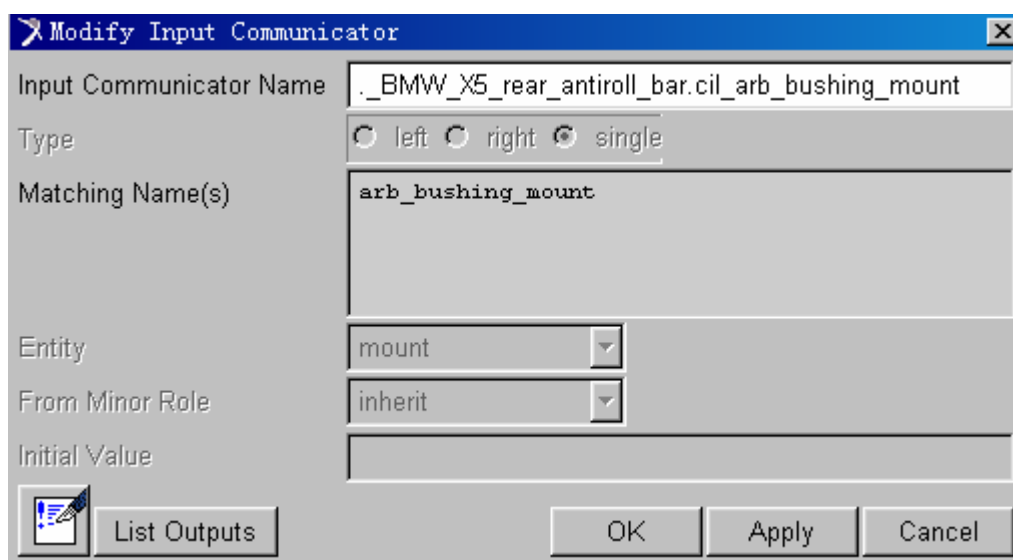 Modify Input Communicator
Input Communicator Name ._BMW_X5_rear_antiroll_bar.cil_arb_bushing_mount
Type left right single
Matching Name(s) arb_bushing_mount
Entity mount
From Minor Role inherit
Initial Value
List Outputs OK Apply Cancel